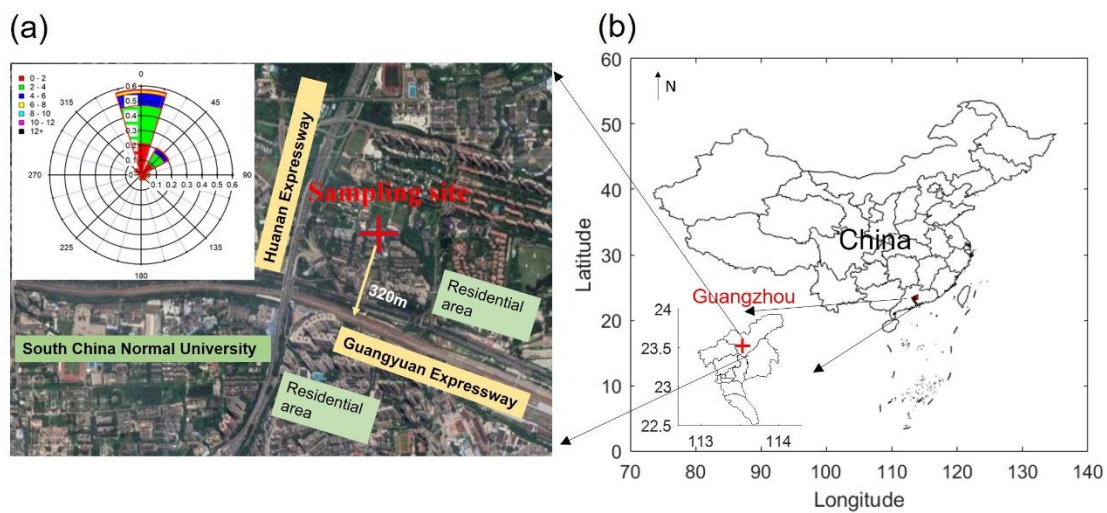 (a)
0 - 2
2 - 4
4 - 6
6 - 8
8 - 10
10 - 12
12+
0
315
45
0.6
0.5
0.4
0.3
0.2
0.1
270
90
0.1 0.2 0.3 0.4 0.5 0.6
225
135
180
Huanan Expressway
Sampling site
320m
Residential
area
South China Normal University
Guangyuan Expressway
Residential
area
(b)
60
50
40
30
20
10
0
Latitude
N
China
Guangzhou
24
23.5
23
22.5
113
114
70
80
90
100
110
120
130
140
Longitude